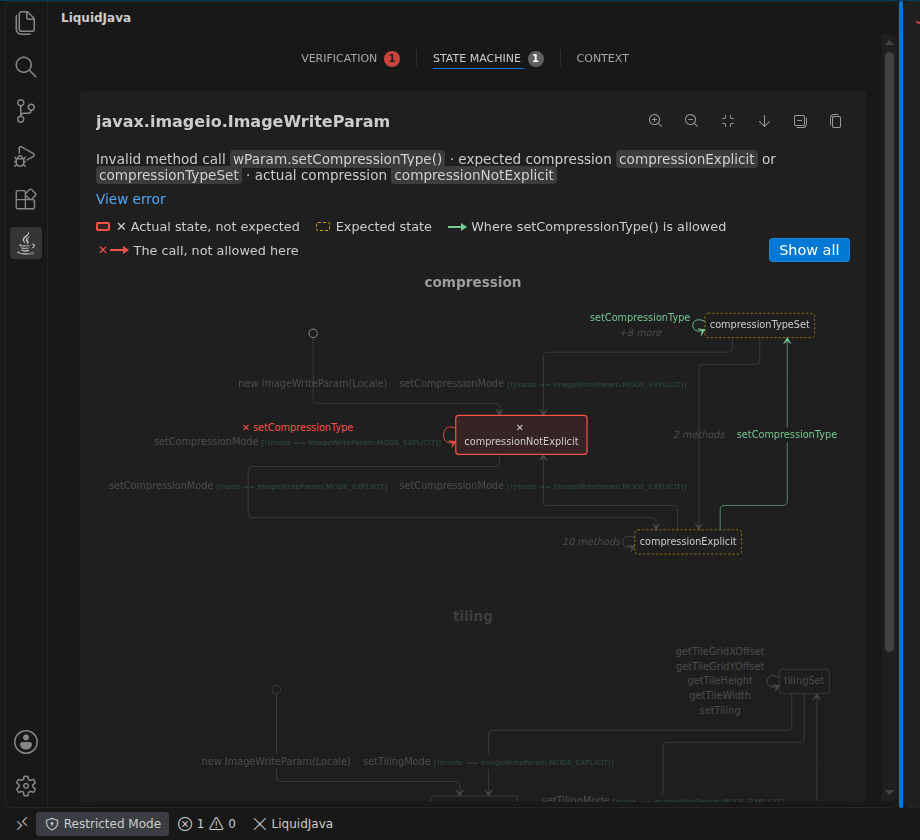 LiquidJava
VERIFICATION 1 STATE MACHINE 1 CONTEXT
javax.imageio.ImageWriteParam
Invalid method call wParam.setCompressionType() · expected compression compressionExplicit or
compressionTypeSet · actual compression compressionNotExplicit
View error
✕ Actual state, not expected Expected state Where setCompressionType() is allowed
✕ The call, not allowed here
Show all
compression
setCompressionType
+8 more
compressionTypeSet
new ImageWriteParam(Locale) setCompressionMode [!(mode == ImageWriteParam.MODE_EXPLICIT)]
✕ setCompressionType
setCompressionMode [!(mode == ImageWriteParam.MODE_EXPLICIT)]
✕
compressionNotExplicit
2 methods setCompressionType
setCompressionMode [mode == ImageWriteParam.MODE_EXPLICIT] setCompressionMode [!(mode == ImageWriteParam.MODE_EXPLICIT)]
10 methods compressionExplicit
tiling
getTileGridXOffset
getTileGridYOffset
getTileHeight
getTileWidth
setTiling
tilingSet
new ImageWriteParam(Locale) setTilingMode [!(mode == ImageWriteParam.MODE_EXPLICIT)]
setTilingMode [mode == ImageWriteParam.MODE_EXPLICIT]
Restricted Mode 1 0 LiquidJava